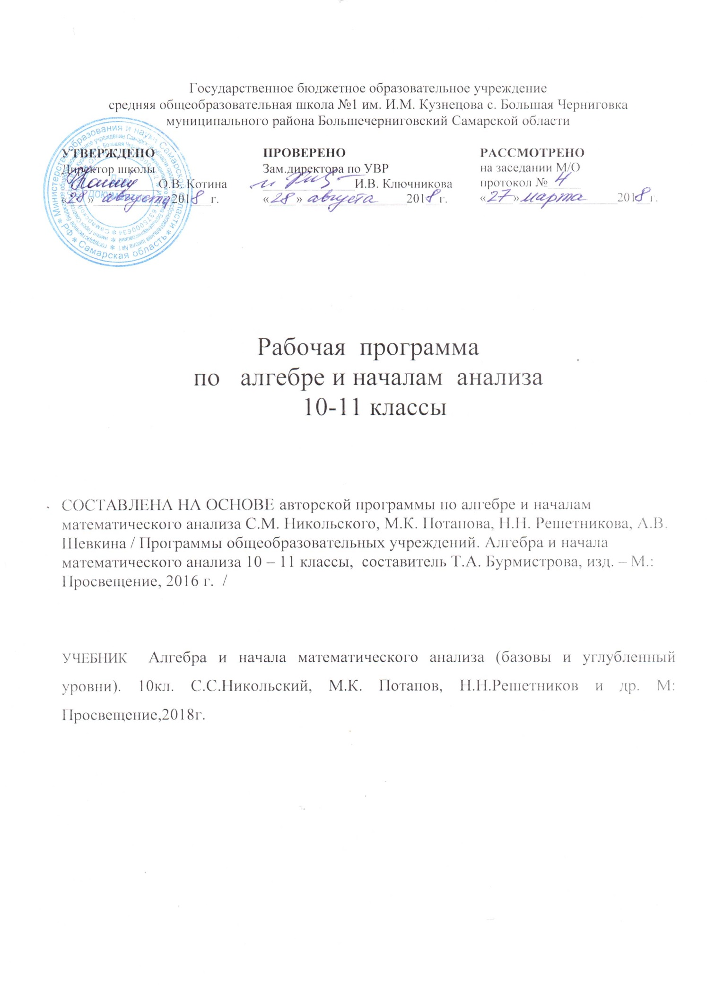 Государственное бюджетное образовательное учреждение
средняя общеобразовательная школа №1 им. И.М. Кузнецова с. Большая Черниговка
муниципального района Большечерниговский Самарской области
УТВЕРЖДЕНО
Директор школы
О.В. Котина
«28» августа 2018 г.
ПРОВЕРЕНО
Зам.директора по УВР
И.В. Ключникова
«28» августа 2018 г.
РАССМОТРЕНО
на заседании М/О
протокол № 4
«27» марта 2018 г.
Министерство образования и науки Самарской области * РФ * Самарская область *
Для
документов
6375000634
Рабочая программа
по алгебре и началам анализа
10-11 классы
СОСТАВЛЕНА НА ОСНОВЕ авторской программы по алгебре и началам
математического анализа С.М. Никольского, М.К. Потапова, Н.Н. Решетникова, А.В.
Шевкина / Программы общеобразовательных учреждений. Алгебра и начала
математического анализа 10 – 11 классы, составитель Т.А. Бурмистрова, изд. – М.:
Просвещение, 2016 г. /
УЧЕБНИК Алгебра и начала математического анализа (базовы и углубленный
уровни). 10кл. С.С.Никольский, М.К. Потапов, Н.Н.Решетников и др. М:
Просвещение,2018г.